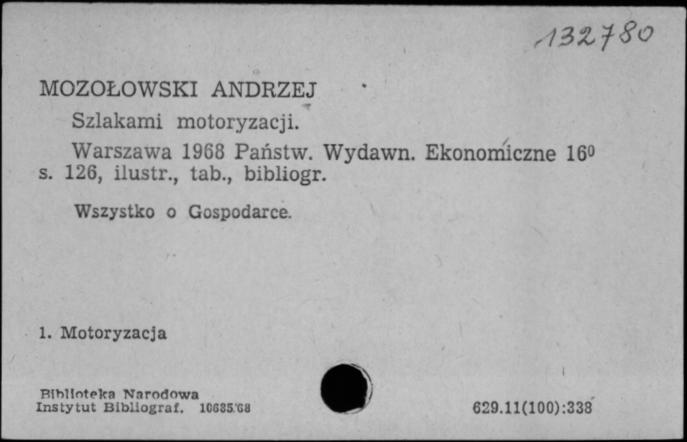 132780
MOZOŁOWSKI ANDRZEJ
Szlakami motoryzacji.
Warszawa 1968 Państw. Wydawn. Ekonomiczne 16⁰
s. 126, ilustr., tab., bibliogr.
Wszystko o Gospodarce.
1. Motoryzacja
Biblioteka Narodowa
Instytut Bibliograf. 10685/68
629.11(100):338